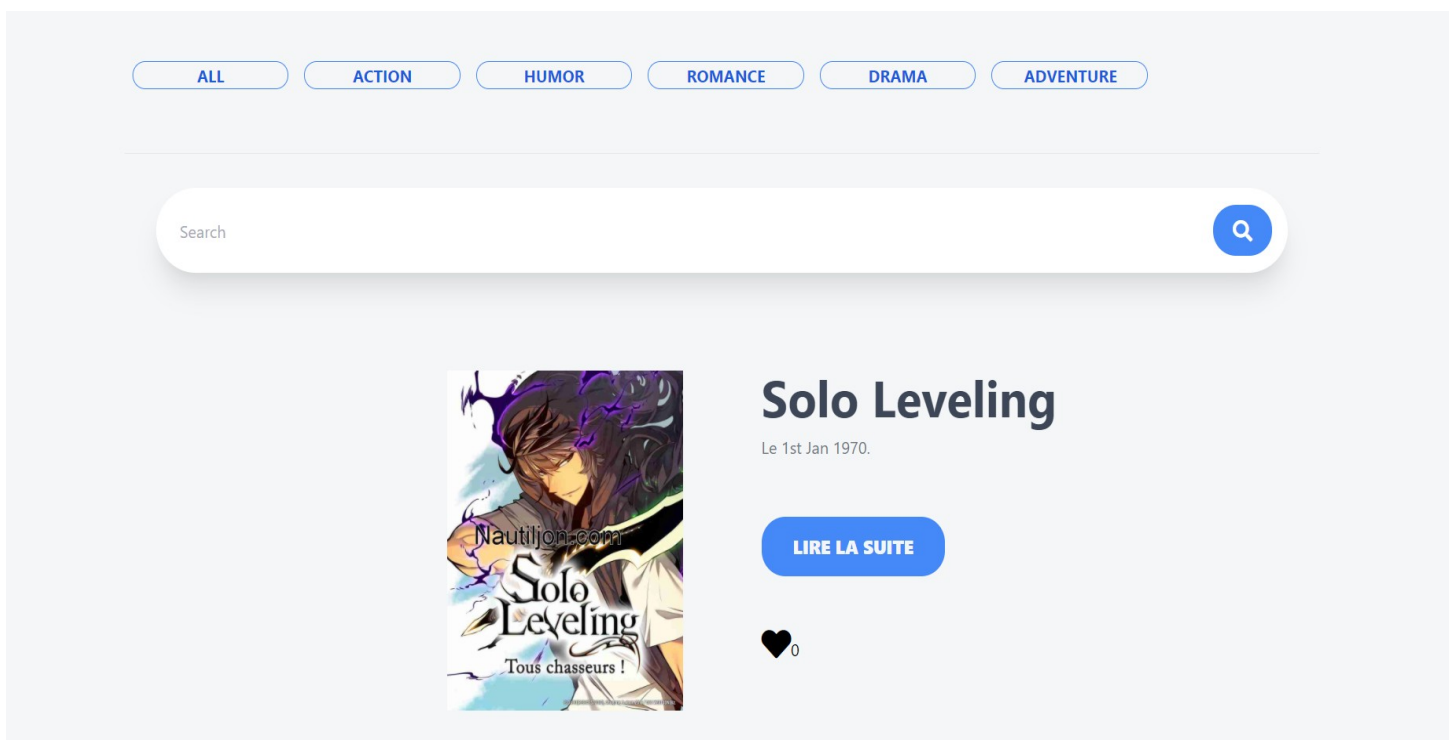 ALL ACTION HUMOR ROMANCE DRAMA ADVENTURE
Search
Solo Leveling
Le 1st Jan 1970.
LIRE LA SUITE
0
Nautiljon.com
Solo
Leveling
Tous chasseurs !